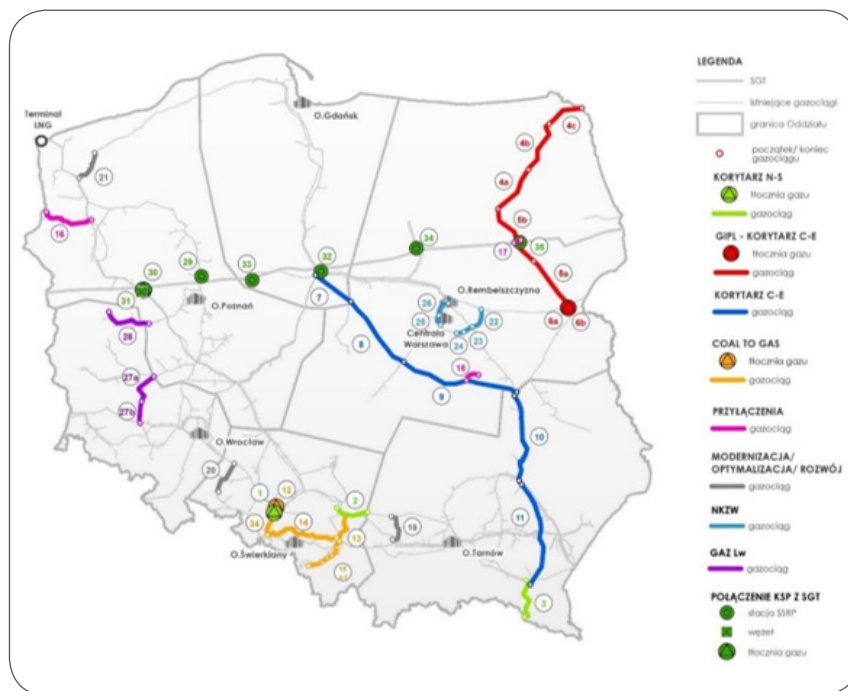 Terminal
LNG
O.Gdańsk
O.Poznań
O.Rembelszczyzna
Centrala
Warszawa
O.Wrocław
O.Świerklany
O.Tarnów
21
16
29
30
31
33
32
34
17
35
4c
4b
4a
5b
5a
6a
6b
7
8
9
10
11
18
26
25
22
23
24
28
27a
27b
20
1
12
2
14
13
19
3
LEGENDA
SGT
istniejące gazociągi
granica Oddziału
początek/ koniec
gazociągu
KORYTARZ N-S
tłocznia gazu
gazociąg
GIPL - KORYTARZ C-E
tłocznia gazu
gazociąg
KORYTARZ C-E
gazociąg
COAL TO GAS
tłocznia gazu
gazociąg
PRZYŁĄCZENIA
gazociąg
MODERNIZACJA/
OPTYMALIZACJA/ ROZWÓJ
gazociąg
NKZW
gazociąg
GAZ Lw
gazociąg
POŁĄCZENIE KSP Z SGT
stacja SSRP
węzeł
tłocznia gazu